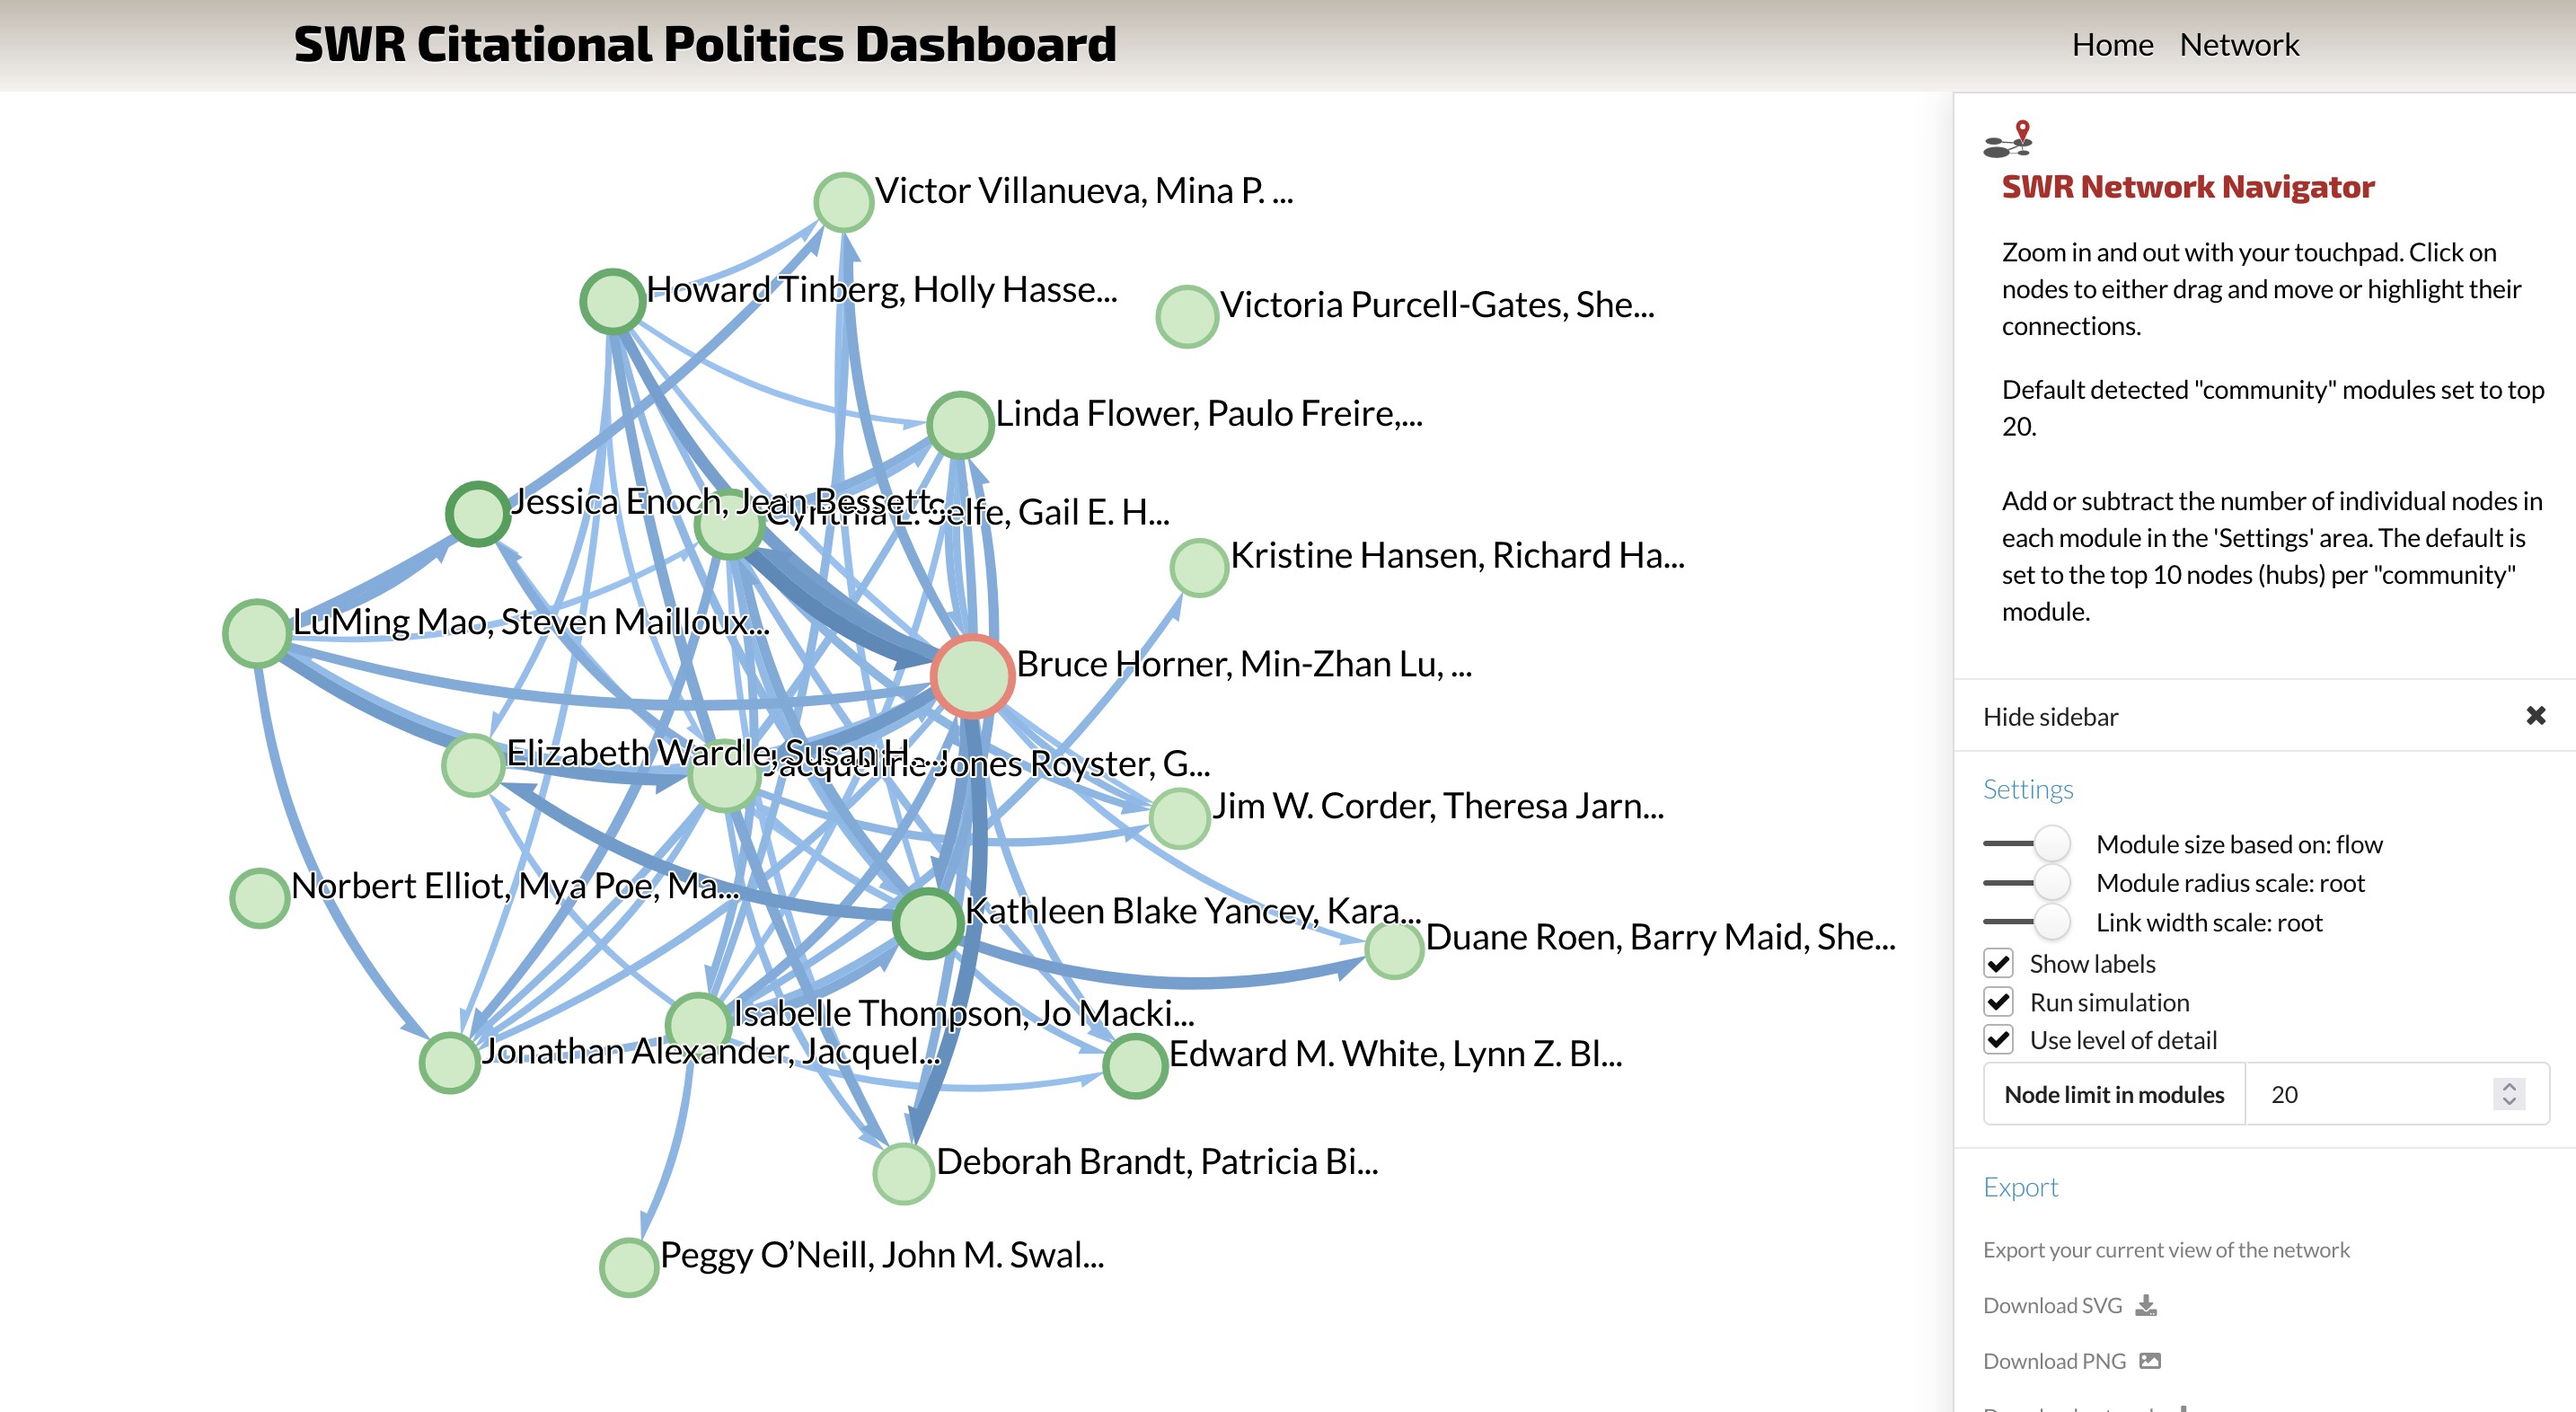 SWR Citational Politics Dashboard
Home Network
Victor Villanueva, Mina P. ...
Howard Tinberg, Holly Hasse...
Victoria Purcell-Gates, She...
Linda Flower, Paulo Freire,...
Jessica Enoch, Jean Bessett...
Cynthia L. Selfe, Gail E. H...
Kristine Hansen, Richard Ha...
LuMing Mao, Steven Mailloux...
Bruce Horner, Min-Zhan Lu, ...
Elizabeth Wardle, Susan H. ...
Jacqueline Jones Royster, G...
Jim W. Corder, Theresa Jarn...
Norbert Elliot, Mya Poe, Ma...
Kathleen Blake Yancey, Kara...
Duane Roen, Barry Maid, She...
Isabelle Thompson, Jo Macki...
Jonathan Alexander, Jacquel...
Edward M. White, Lynn Z. Bl...
Deborah Brandt, Patricia Bi...
Peggy O’Neill, John M. Swal...
SWR Network Navigator
Zoom in and out with your touchpad. Click on
nodes to either drag and move or highlight their
connections.
Default detected "community" modules set to top
20.
Add or subtract the number of individual nodes in
each module in the 'Settings' area. The default is
set to the top 10 nodes (hubs) per "community"
module.
Hide sidebar
Settings
Module size based on: flow
Module radius scale: root
Link width scale: root
Show labels
Run simulation
Use level of detail
Node limit in modules 20
Export
Export your current view of the network
Download SVG
Download PNG